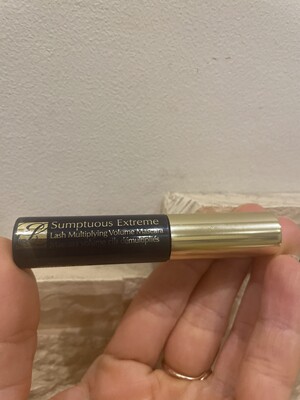 Sumptuous Extreme
Lash Multiplying Volume Mascara